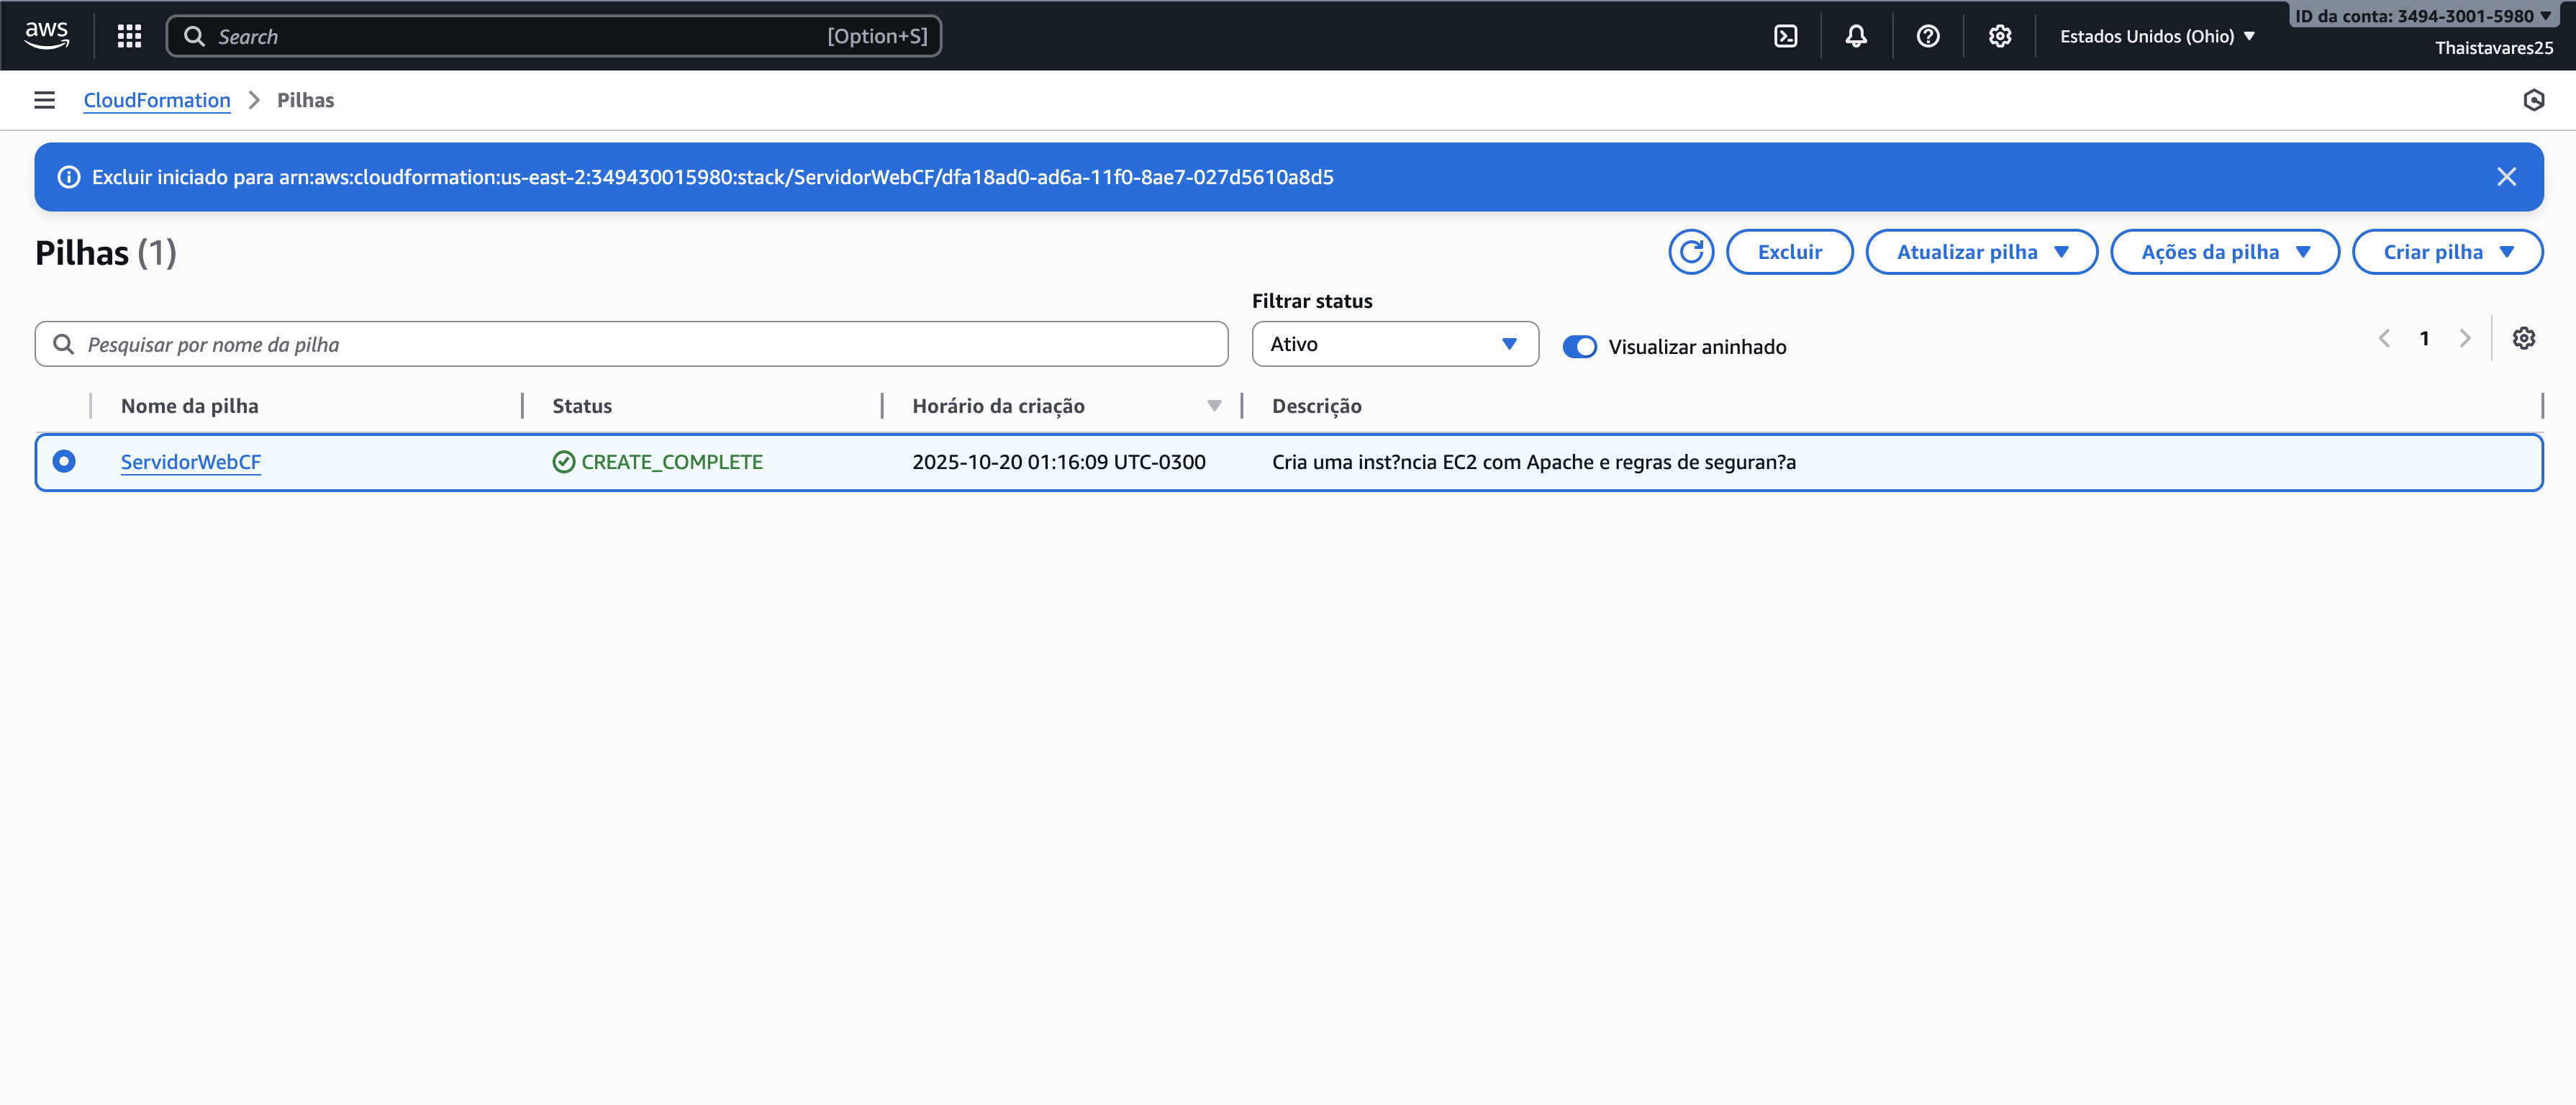 aws
Search
[Option+S]
Estados Unidos (Ohio)
ID da conta: 3494-3001-5980
Thaistavares25
CloudFormation
Pilhas
Excluir iniciado para arn:aws:cloudformation:us-east-2:349430015980:stack/ServidorWebCF/dfa18ad0-ad6a-11f0-8ae7-027d5610a8d5
Pilhas (1)
Excluir
Atualizar pilha
Ações da pilha
Criar pilha
Filtrar status
Pesquisar por nome da pilha
Ativo
Visualizar aninhado
1
Nome da pilha
Status
Horário da criação
Descrição
ServidorWebCF
CREATE_COMPLETE
2025-10-20 01:16:09 UTC-0300
Cria uma inst?ncia EC2 com Apache e regras de seguran?a